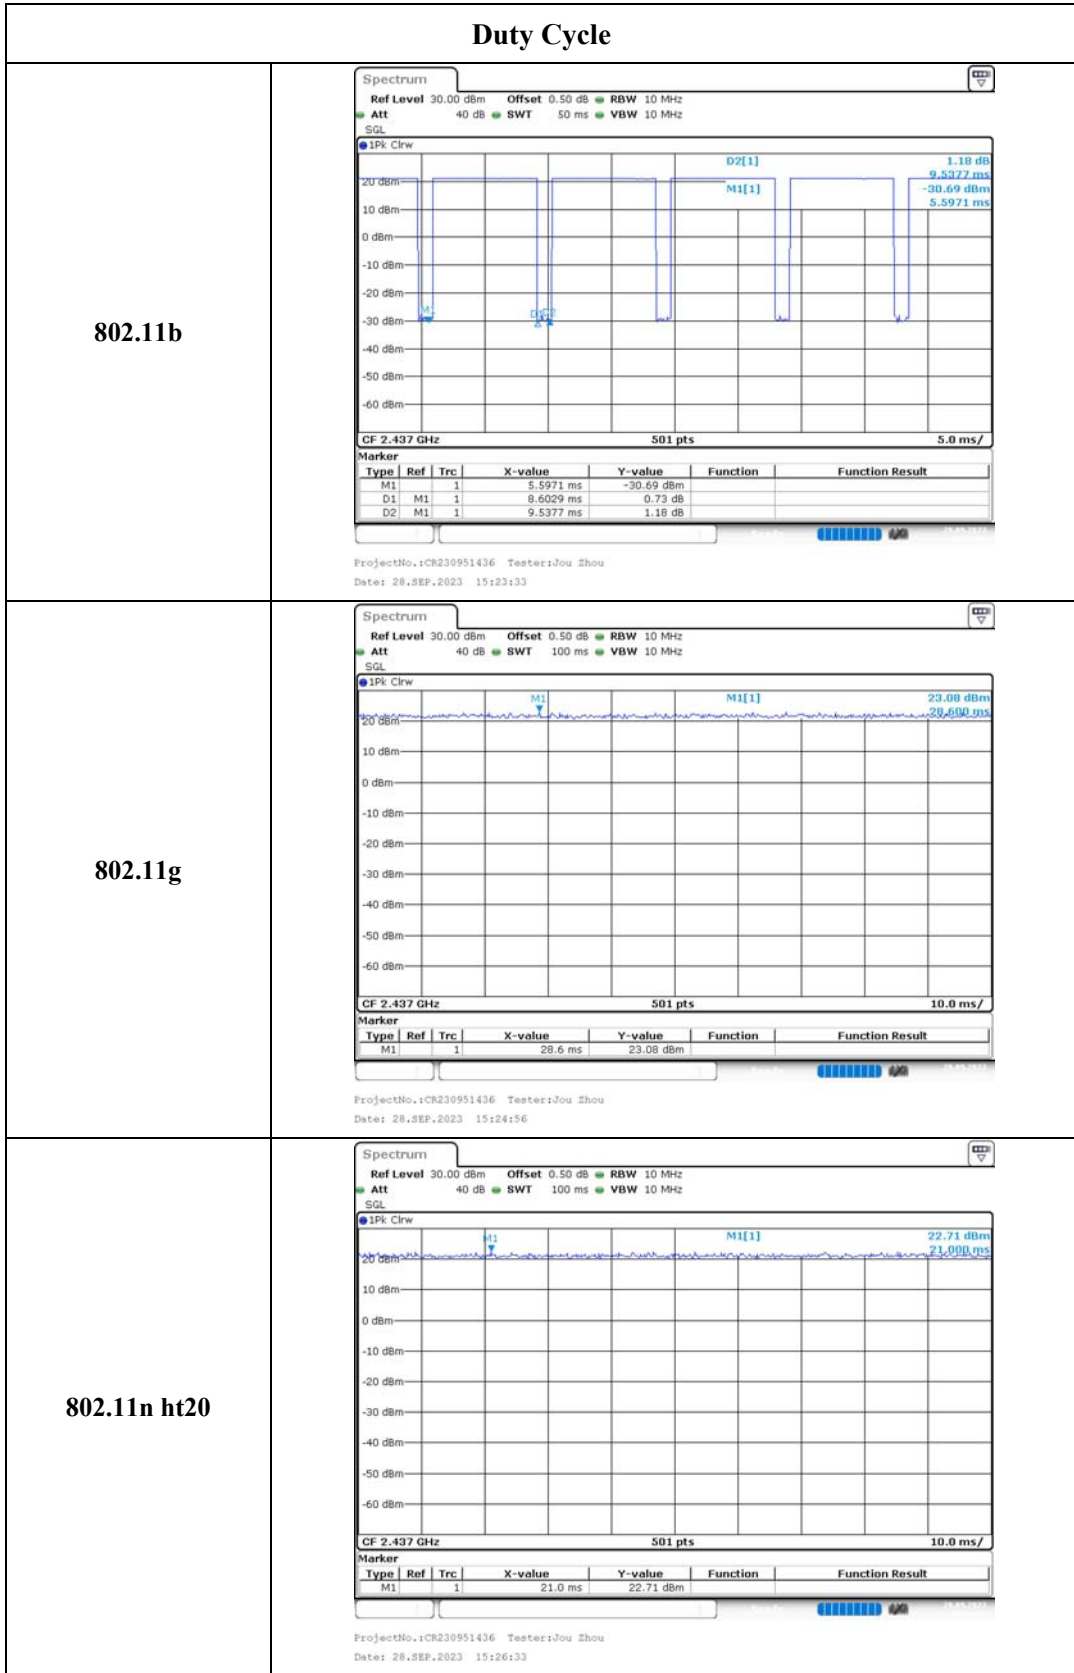 Duty Cycle
802.11b
Spectrum
Ref Level 30.00 dBm Offset 0.50 dB RBW 10 MHz
Att 40 dB SWT 50 ms VBW 10 MHz
SGL
1Pk Clrw
D2[1] 1.18 dB
9.5377 ms
M1[1] -30.69 dBm
5.5971 ms
20 dBm
10 dBm
0 dBm
-10 dBm
-20 dBm
-30 dBm
-40 dBm
-50 dBm
-60 dBm
CF 2.437 GHz 501 pts 5.0 ms/
Marker
Type Ref Trc X-value Y-value Function Function Result
M1 1 5.5971 ms -30.69 dBm
D1 M1 1 8.6029 ms 0.73 dB
D2 M1 1 9.5377 ms 1.18 dB
ProjectNo.:CR230951436 Tester:Jou Zhou
Date: 28.SEP.2023 15:23:33
802.11g
Spectrum
Ref Level 30.00 dBm Offset 0.50 dB RBW 10 MHz
Att 40 dB SWT 100 ms VBW 10 MHz
SGL
1Pk Clrw
M1 M1[1] 23.08 dBm
28.600 ms
20 dBm
10 dBm
0 dBm
-10 dBm
-20 dBm
-30 dBm
-40 dBm
-50 dBm
-60 dBm
CF 2.437 GHz 501 pts 10.0 ms/
Marker
Type Ref Trc X-value Y-value Function Function Result
M1 1 28.6 ms 23.08 dBm
ProjectNo.:CR230951436 Tester:Jou Zhou
Date: 28.SEP.2023 15:24:56
802.11n ht20
Spectrum
Ref Level 30.00 dBm Offset 0.50 dB RBW 10 MHz
Att 40 dB SWT 100 ms VBW 10 MHz
SGL
1Pk Clrw
M1 M1[1] 22.71 dBm
21.000 ms
20 dBm
10 dBm
0 dBm
-10 dBm
-20 dBm
-30 dBm
-40 dBm
-50 dBm
-60 dBm
CF 2.437 GHz 501 pts 10.0 ms/
Marker
Type Ref Trc X-value Y-value Function Function Result
M1 1 21.0 ms 22.71 dBm
ProjectNo.:CR230951436 Tester:Jou Zhou
Date: 28.SEP.2023 15:26:33